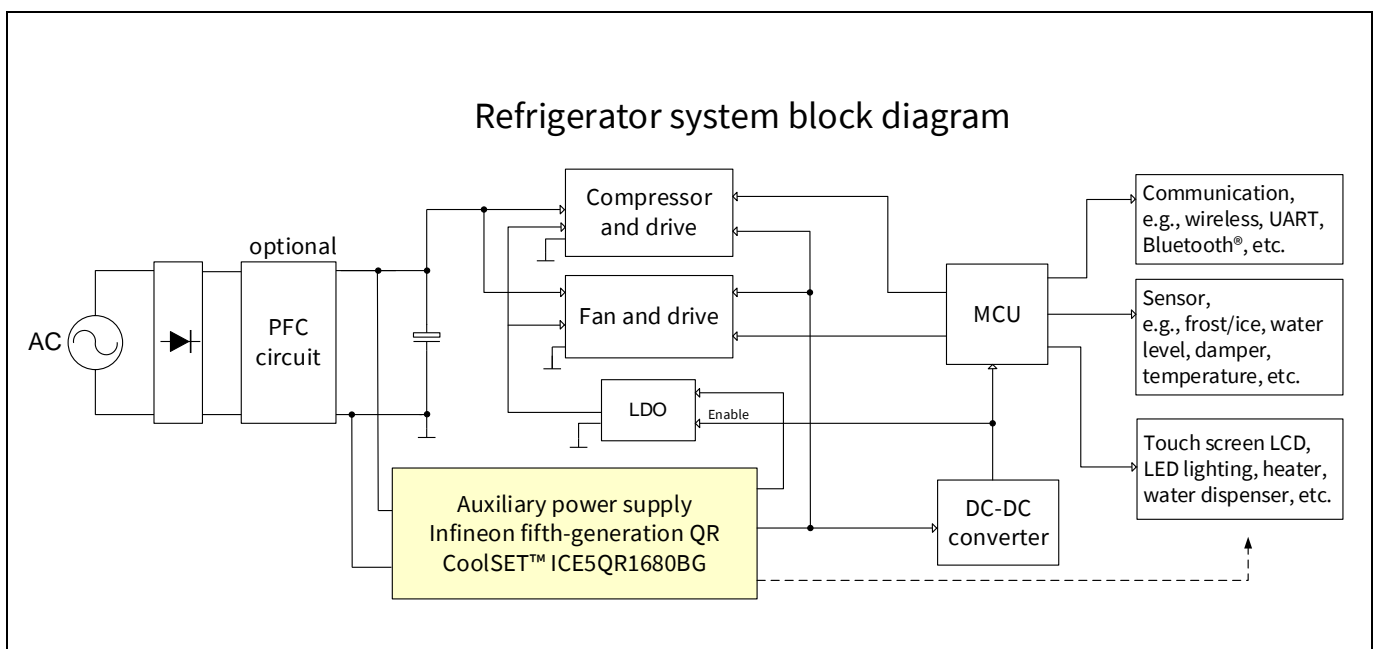 Refrigerator system block diagram
optional
AC
PFC
circuit
Compressor
and drive
Fan and drive
LDO
Enable
MCU
Communication,
e.g., wireless, UART,
Bluetooth®, etc.
Sensor,
e.g., frost/ice, water
level, damper,
temperature, etc.
Touch screen LCD,
LED lighting, heater,
water dispenser, etc.
Auxiliary power supply
Infineon fifth-generation QR
CoolSET™ ICE5QR1680BG
DC-DC
converter